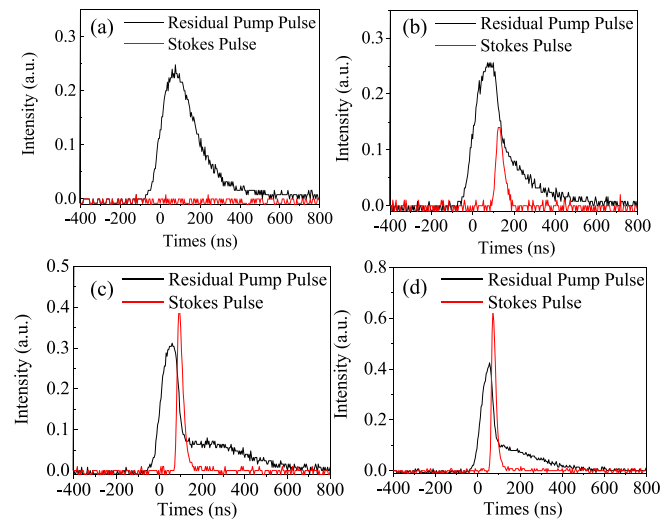 (a)
Residual Pump Pulse
Stokes Pulse
Intensity (a.u.)
0.3
0.2
0.1
0.0
-400 -200 0 200 400 600 800
Times (ns)
(b)
Residual Pump Pulse
Stokes Pulse
Intensity (a.u.)
0.3
0.2
0.1
0.0
-400 -200 0 200 400 600 800
Times (ns)
(c)
Residual Pump Pulse
Stokes Pulse
Intensity (a.u.)
0.5
0.4
0.3
0.2
0.1
0.0
-400 -200 0 200 400 600 800
Times (ns)
(d)
Residual Pump Pulse
Stokes Pulse
Intensity (a.u.)
0.8
0.6
0.4
0.2
0.0
-400 -200 0 200 400 600 800
Times (ns)